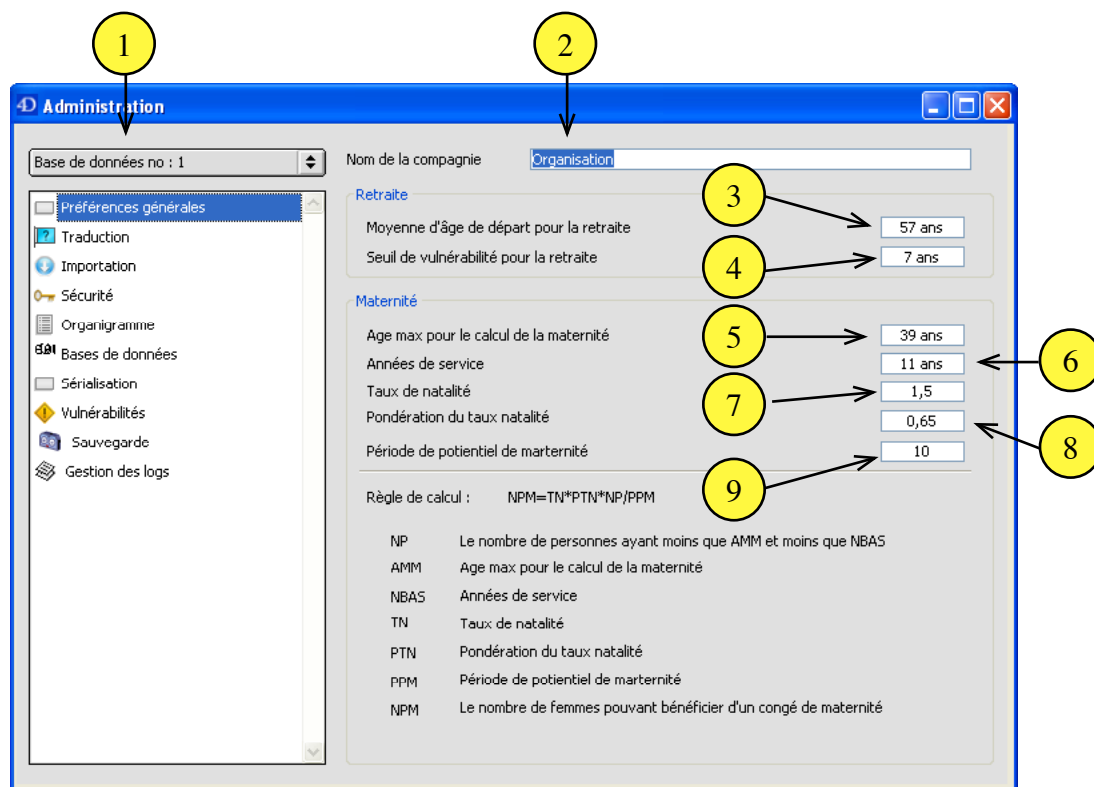 1
2
4D Administration
Base de données no : 1
Nom de la compagnie Organisation
Préférences générales
Traduction
Importation
Sécurité
Organigramme
Bases de données
Sérialisation
Vulnérabilités
Sauvegarde
Gestion des logs
Retraite
3
Moyenne d'âge de départ pour la retraite 57 ans
Seuil de vulnérabilité pour la retraite 7 ans
4
Maternité
Age max pour le calcul de la maternité 39 ans
5
Années de service 11 ans
6
Taux de natalité 1,5
7
Pondération du taux natalité 0,65
8
Période de potientiel de marternité 10
9
Règle de calcul : NPM=TN*PTN*NP/PPM
NP Le nombre de personnes ayant moins que AMM et moins que NBAS
AMM Age max pour le calcul de la maternité
NBAS Années de service
TN Taux de natalité
PTN Pondération du taux natalité
PPM Période de potientiel de marternité
NPM Le nombre de femmes pouvant bénéficier d'un congé de maternité